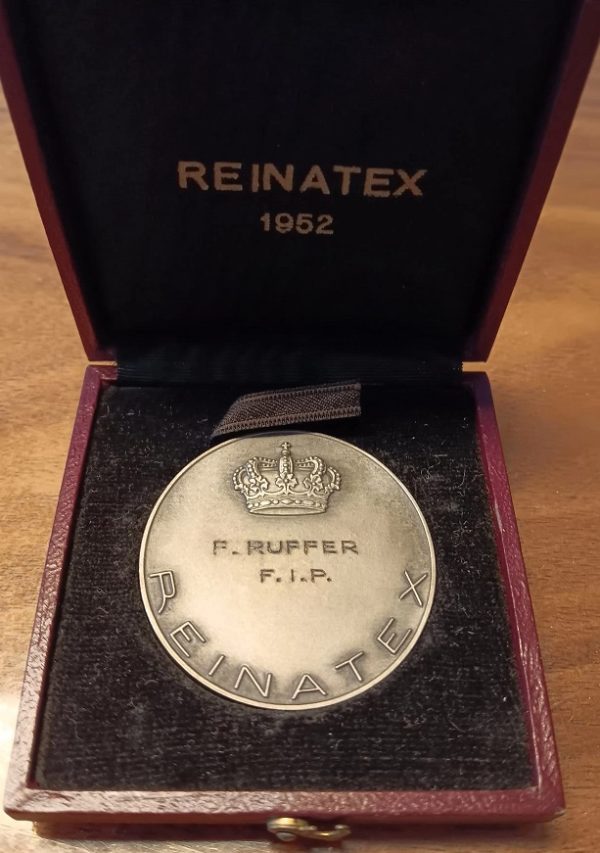 REINATEX
1952
F. RUFFER
F.I.P.
REINATEX